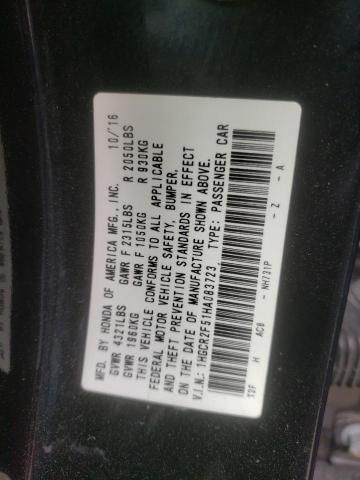 MFD. BY HONDA OF AMERICA MFG., INC. 10/'16
GVWR 4321LBS GAWR F 2315LBS R 2050LBS
GVWR 1960KG GAWR F 1050KG R 930KG
THIS VEHICLE CONFORMS TO ALL APPLICABLE
FEDERAL MOTOR VEHICLE SAFETY, BUMPER,
AND THEFT PREVENTION STANDARDS IN EFFECT
ON THE DATE OF MANUFACTURE SHOWN ABOVE.
V.I.N.: 1HGCR2F51HA083723 TYPE: PASSENGER CAR
H AC8 - NH731P - Z - A